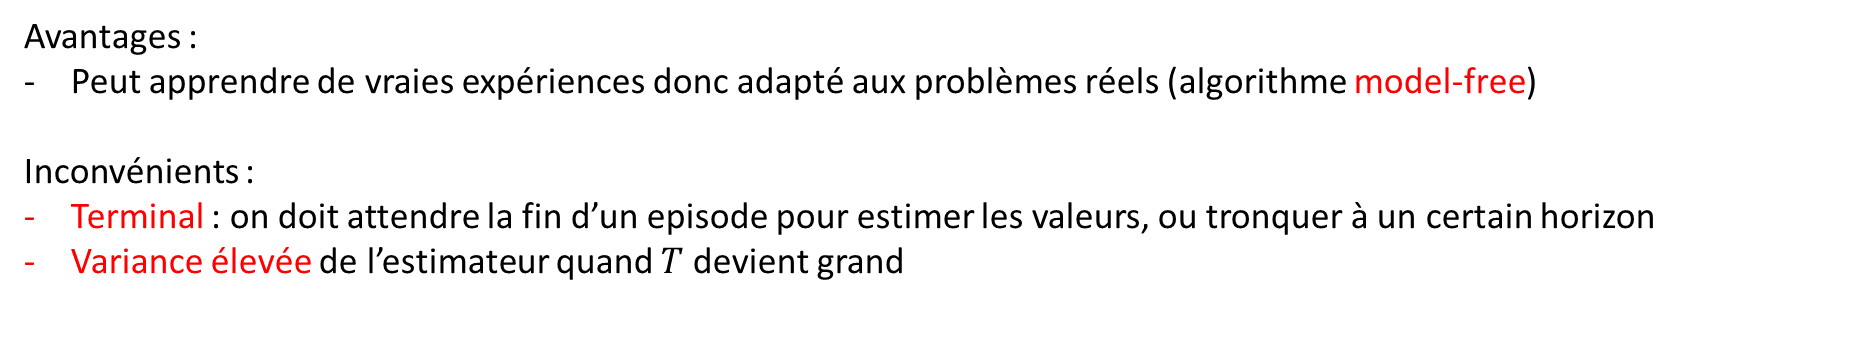 Avantages :
- Peut apprendre de vraies expériences donc adapté aux problèmes réels (algorithme model-free)
Inconvénients :
- Terminal : on doit attendre la fin d’un episode pour estimer les valeurs, ou tronquer à un certain horizon
- Variance élevée de l’estimateur quand T devient grand